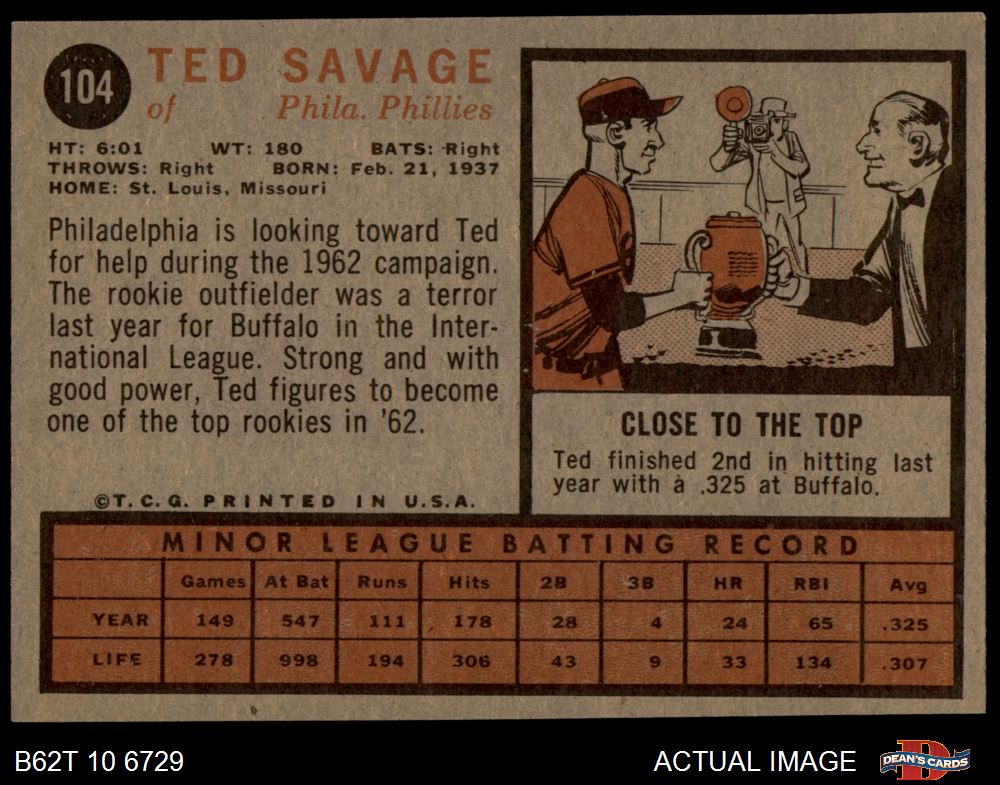 104
TED SAVAGE
of Phila. Phillies
HT: 6:01 WT: 180 BATS: Right
THROWS: Right BORN: Feb. 21, 1937
HOME: St. Louis, Missouri
Philadelphia is looking toward Ted
for help during the 1962 campaign.
The rookie outfielder was a terror
last year for Buffalo in the Inter-
national League. Strong and with
good power, Ted figures to become
one of the top rookies in '62.
©T.C.G. PRINTED IN U.S.A.
CLOSE TO THE TOP
Ted finished 2nd in hitting last
year with a .325 at Buffalo.
MINOR LEAGUE BATTING RECORD
Games At Bat Runs Hits 2B 3B HR RBI Avg
YEAR 149 547 111 178 28 4 24 65 .325
LIFE 278 998 194 306 43 9 33 134 .307
B62T 10 6729 ACTUAL IMAGE DEAN'S CARDS